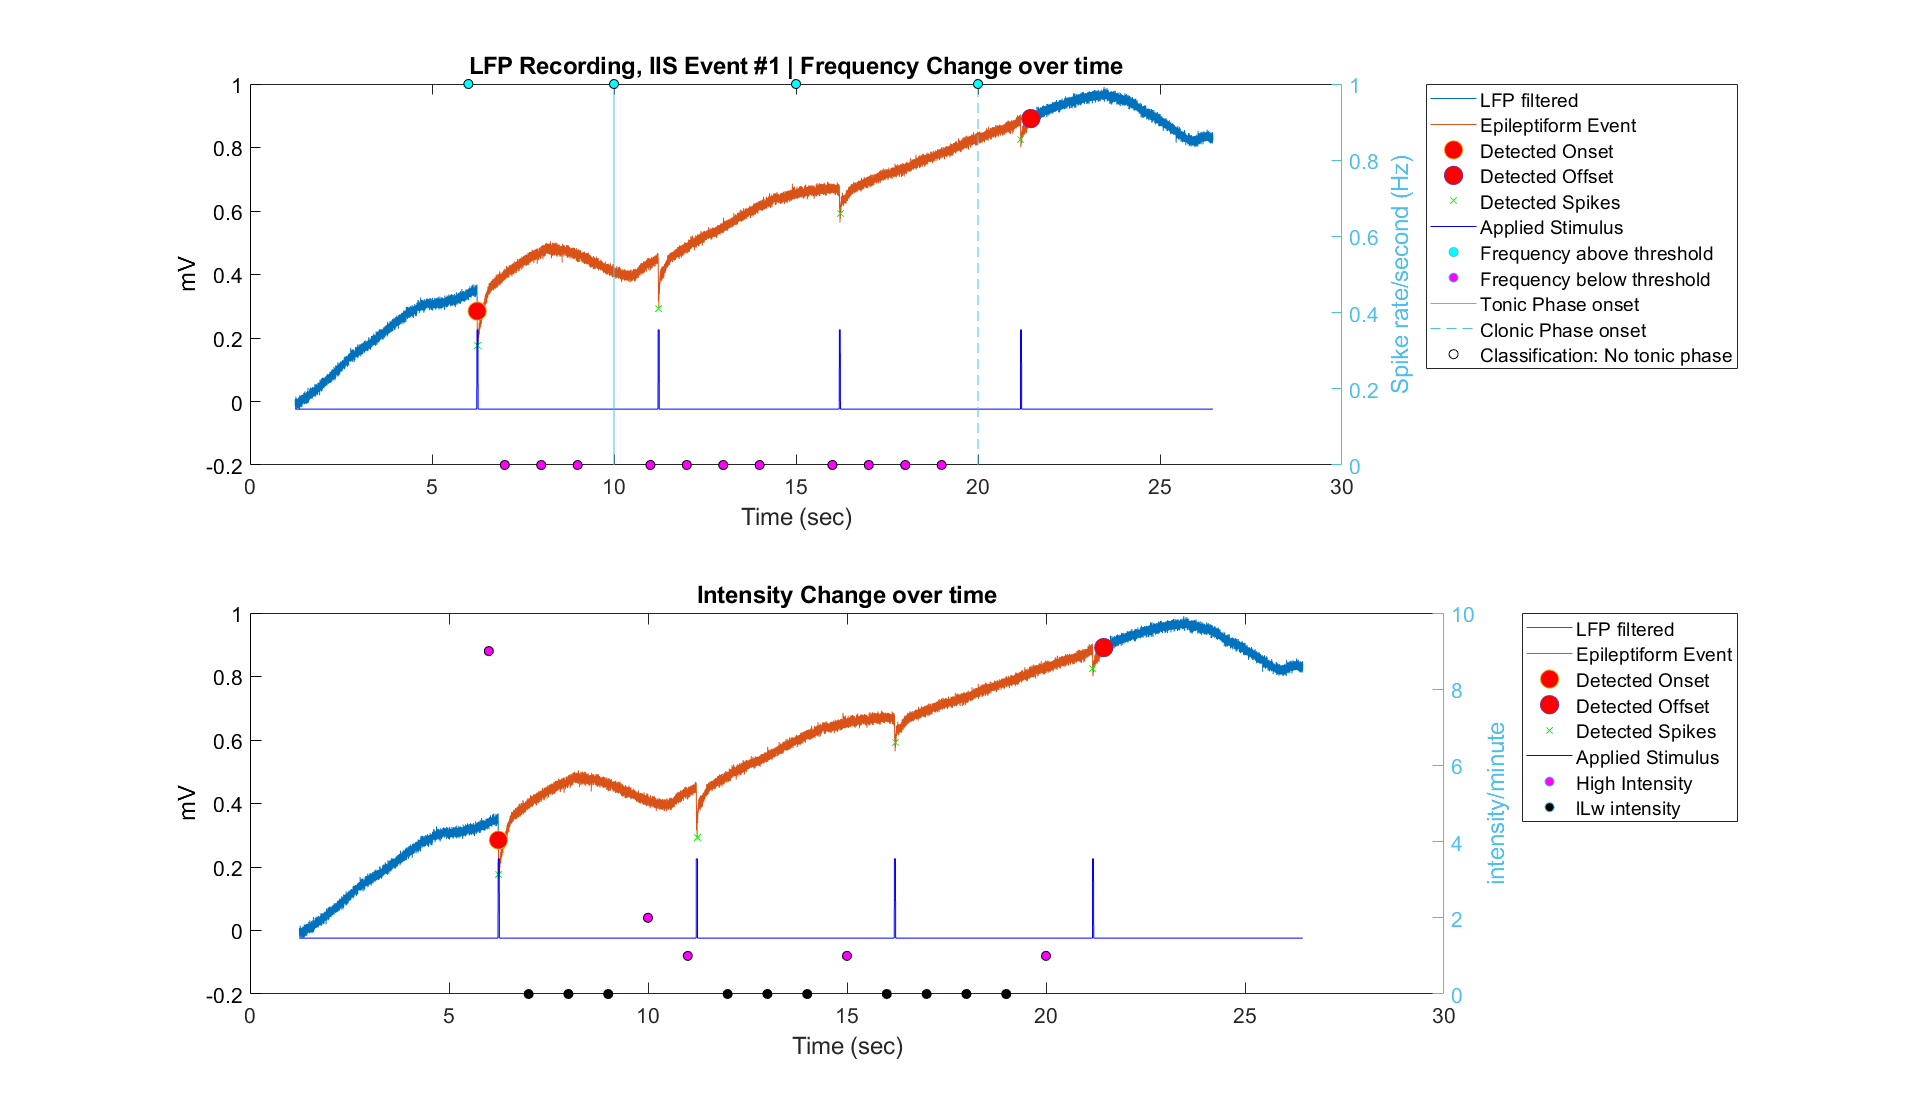 LFP Recording, IIS Event #1 | Frequency Change over time
1
0.8
0.6
0.4
0.2
0
-0.2
mV
0 5 10 15 20 25 30
Time (sec)
1
0.8
0.6
0.4
0.2
0
Spike rate/second (Hz)
LFP filtered
Epileptiform Event
Detected Onset
Detected Offset
Detected Spikes
Applied Stimulus
Frequency above threshold
Frequency below threshold
Tonic Phase onset
Clonic Phase onset
Classification: No tonic phase
Intensity Change over time
1
0.8
0.6
0.4
0.2
0
-0.2
mV
0 5 10 15 20 25 30
Time (sec)
10
8
6
4
2
0
intensity/minute
LFP filtered
Epileptiform Event
Detected Onset
Detected Offset
Detected Spikes
Applied Stimulus
High Intensity
lLw intensity